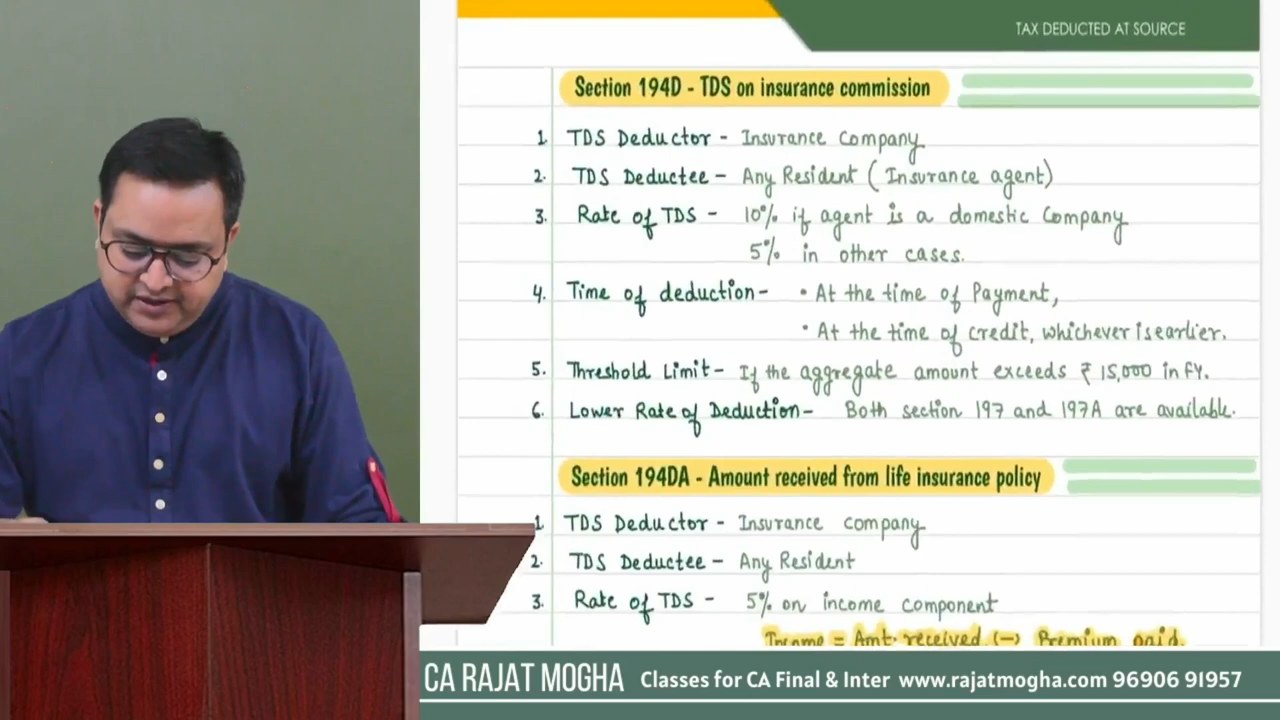 TAX DEDUCTED AT SOURCE
Section 194D - TDS on insurance commission
1. TDS Deductor - Insurance Company
2. TDS Deductee - Any Resident ( Insurance agent)
3. Rate of TDS - 10% if agent is a domestic Company
5% in other cases.
4. Time of deduction - • At the time of Payment,
• At the time of credit, whichever is earlier.
5. Threshold Limit - If the aggregate amount exceeds ₹ 15,000 in FY.
6. Lower Rate of Deduction - Both section 197 and 197A are available.
Section 194DA - Amount received from life insurance policy
1. TDS Deductor - Insurance Company
2. TDS Deductee - Any Resident
3. Rate of TDS - 5% on income component
Income = Amt. received (-) Premium paid.
CA RAJAT MOGHA Classes for CA Final & Inter www.rajatmogha.com 96906 91957